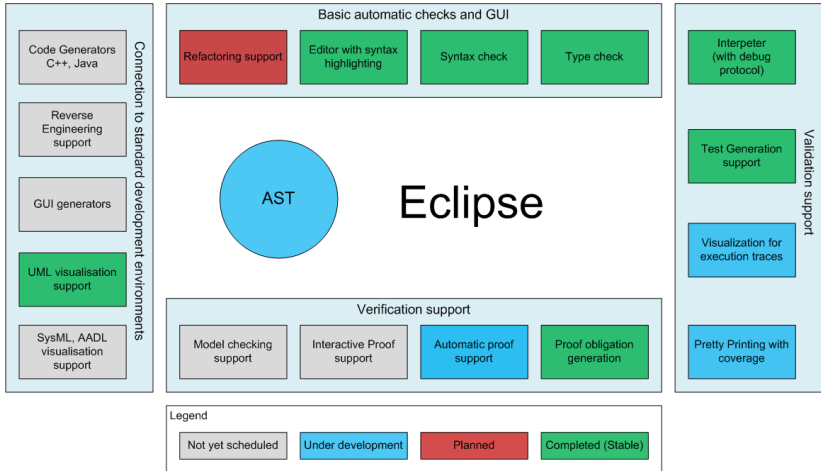 Basic automatic checks and GUI
Refactoring support
Editor with syntax
highlighting
Syntax check
Type check
Connection to standard development environments
Code Generators
C++, Java
Reverse
Engineering
support
GUI generators
UML visualisation
support
SysML, AADL
visualisation
support
AST
Eclipse
Validation support
Interpeter
(with debug
protocol)
Test Generation
support
Visualization for
execution traces
Pretty Printing with
coverage
Verification support
Model checking
support
Interactive Proof
support
Automatic proof
support
Proof obligation
generation
Legend
Not yet scheduled
Under development
Planned
Completed (Stable)